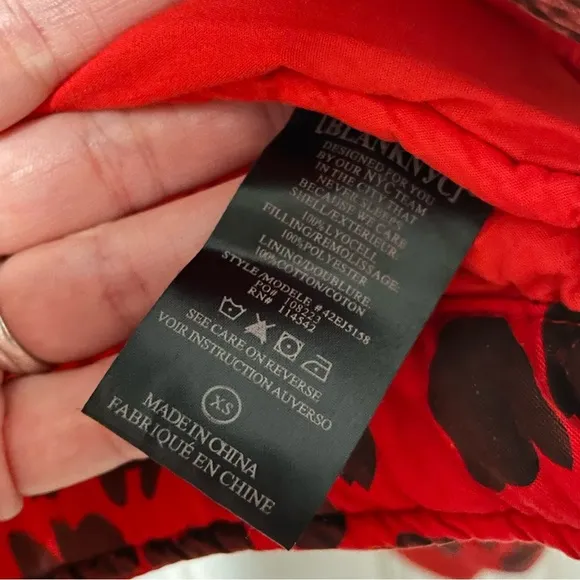 [BLANKNYC]
DESIGNED FOR YOU
BY OUR NYC TEAM
IN THE CITY THAT
NEVER SLEEPS
BECAUSE WE CARE
SHELL/EXTERIEUR.
100%LYOCELL
FILLING/REMOLISSAGE:
100%POLYESTER
LINING/DOUBLURE
100%COTTON/COTON
STYLE/MODELE # 42EJ5158
PO# 108223
RN# 114542
SEE CARE ON REVERSE
VOIR INSTRUCTION AUVERSO
XS
MADE IN CHINA
FABRIQUÉ EN CHINE